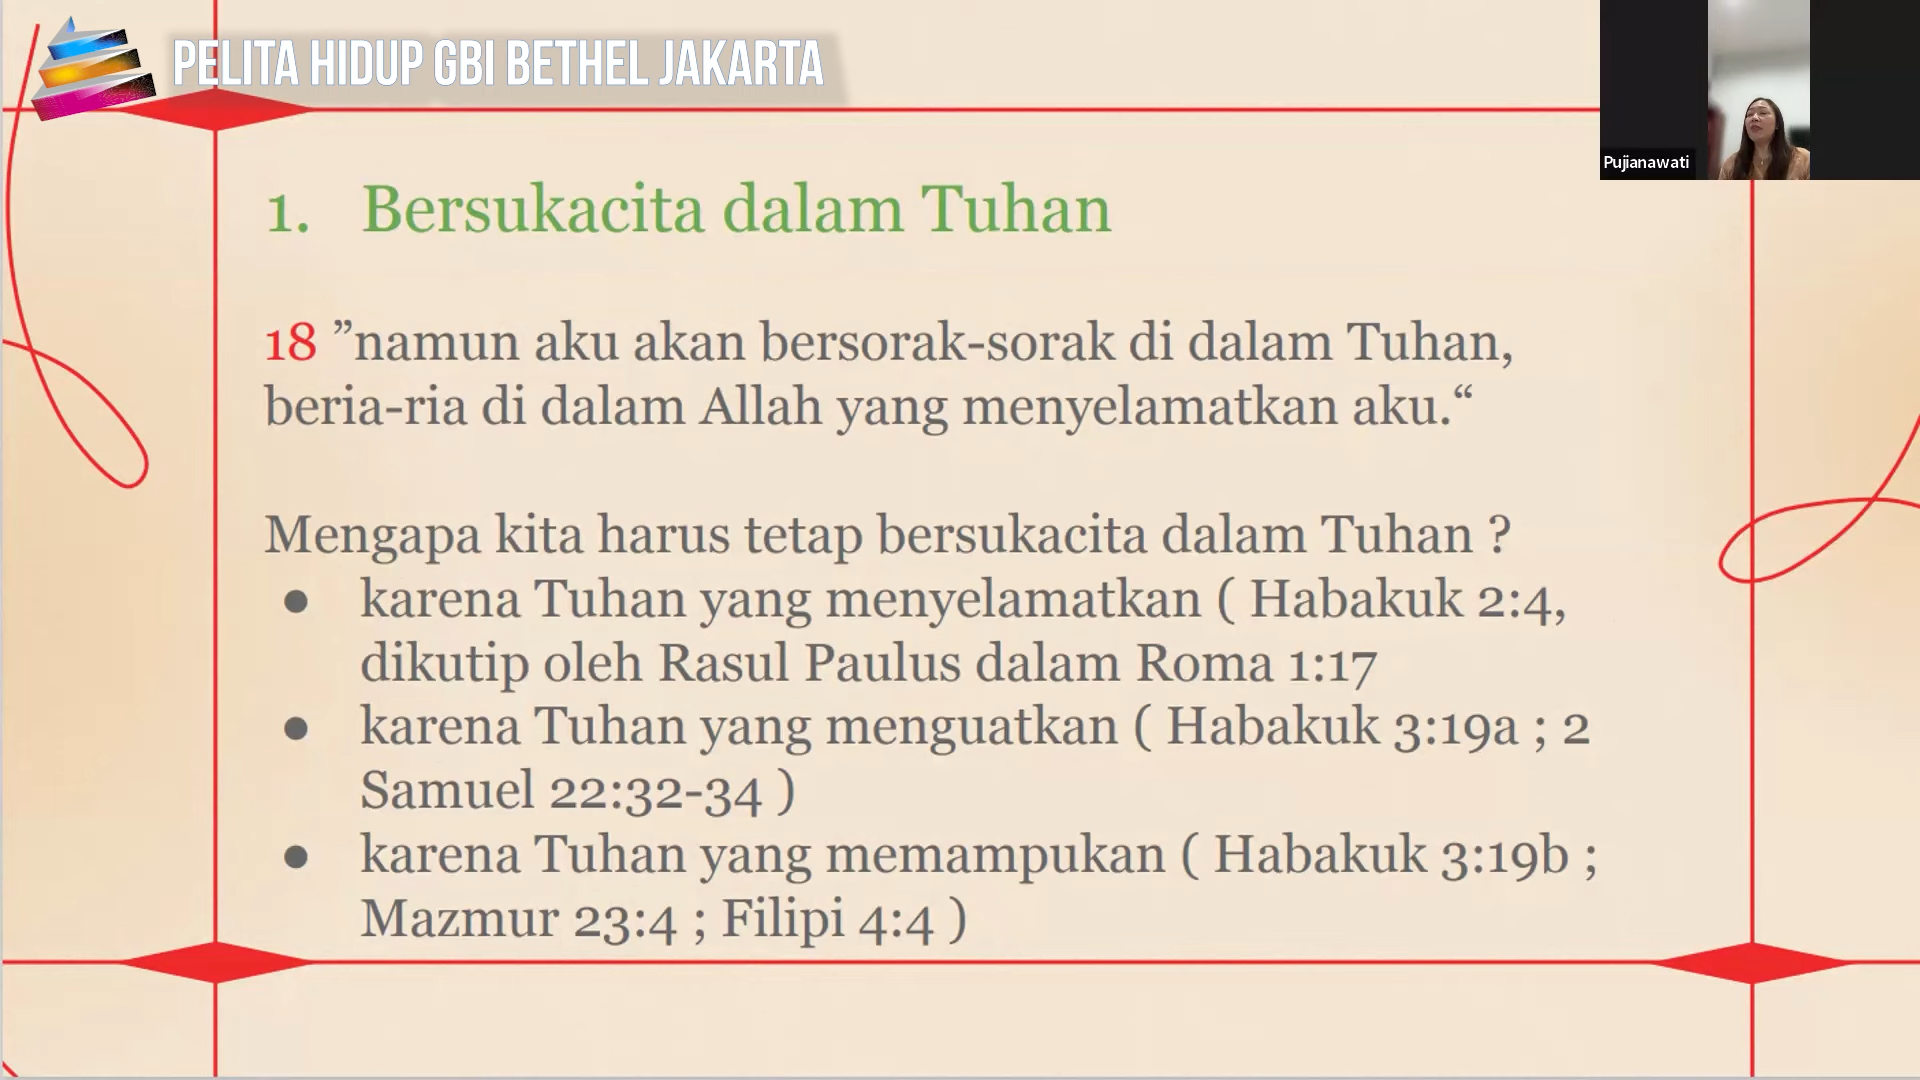 PELITA HIDUP GBI BETHEL JAKARTA
Pujianawati
1. Bersukacita dalam Tuhan
18 ”namun aku akan bersorak-sorak di dalam Tuhan,
beria-ria di dalam Allah yang menyelamatkan aku.“
Mengapa kita harus tetap bersukacita dalam Tuhan ?
● karena Tuhan yang menyelamatkan ( Habakuk 2:4,
dikutip oleh Rasul Paulus dalam Roma 1:17
● karena Tuhan yang menguatkan ( Habakuk 3:19a ; 2
Samuel 22:32-34 )
● karena Tuhan yang memampukan ( Habakuk 3:19b ;
Mazmur 23:4 ; Filipi 4:4 )